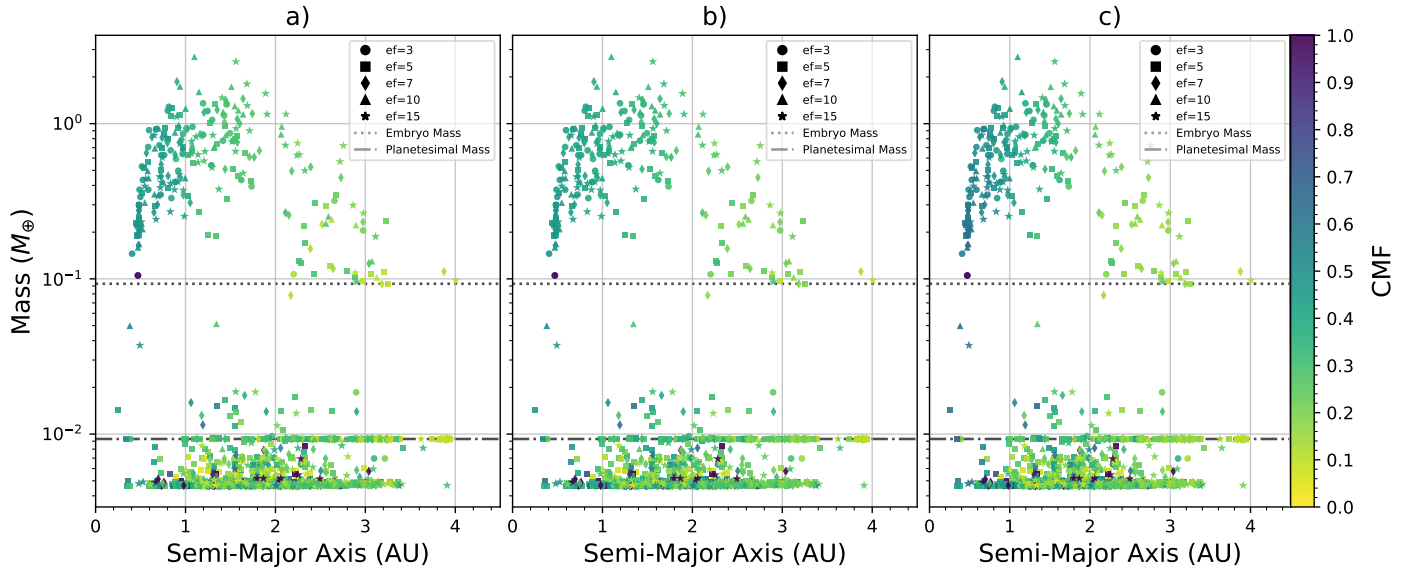 a)
b)
c)
Mass (M⊕)
10⁰
10⁻¹
10⁻²
ef=3
ef=5
ef=7
ef=10
ef=15
Embryo Mass
Planetesimal Mass
ef=3
ef=5
ef=7
ef=10
ef=15
Embryo Mass
Planetesimal Mass
ef=3
ef=5
ef=7
ef=10
ef=15
Embryo Mass
Planetesimal Mass
0 1 2 3 4
0 1 2 3 4
0 1 2 3 4
Semi-Major Axis (AU)
Semi-Major Axis (AU)
Semi-Major Axis (AU)
1.0
0.9
0.8
0.7
0.6
0.5
0.4
0.3
0.2
0.1
0.0
CMF